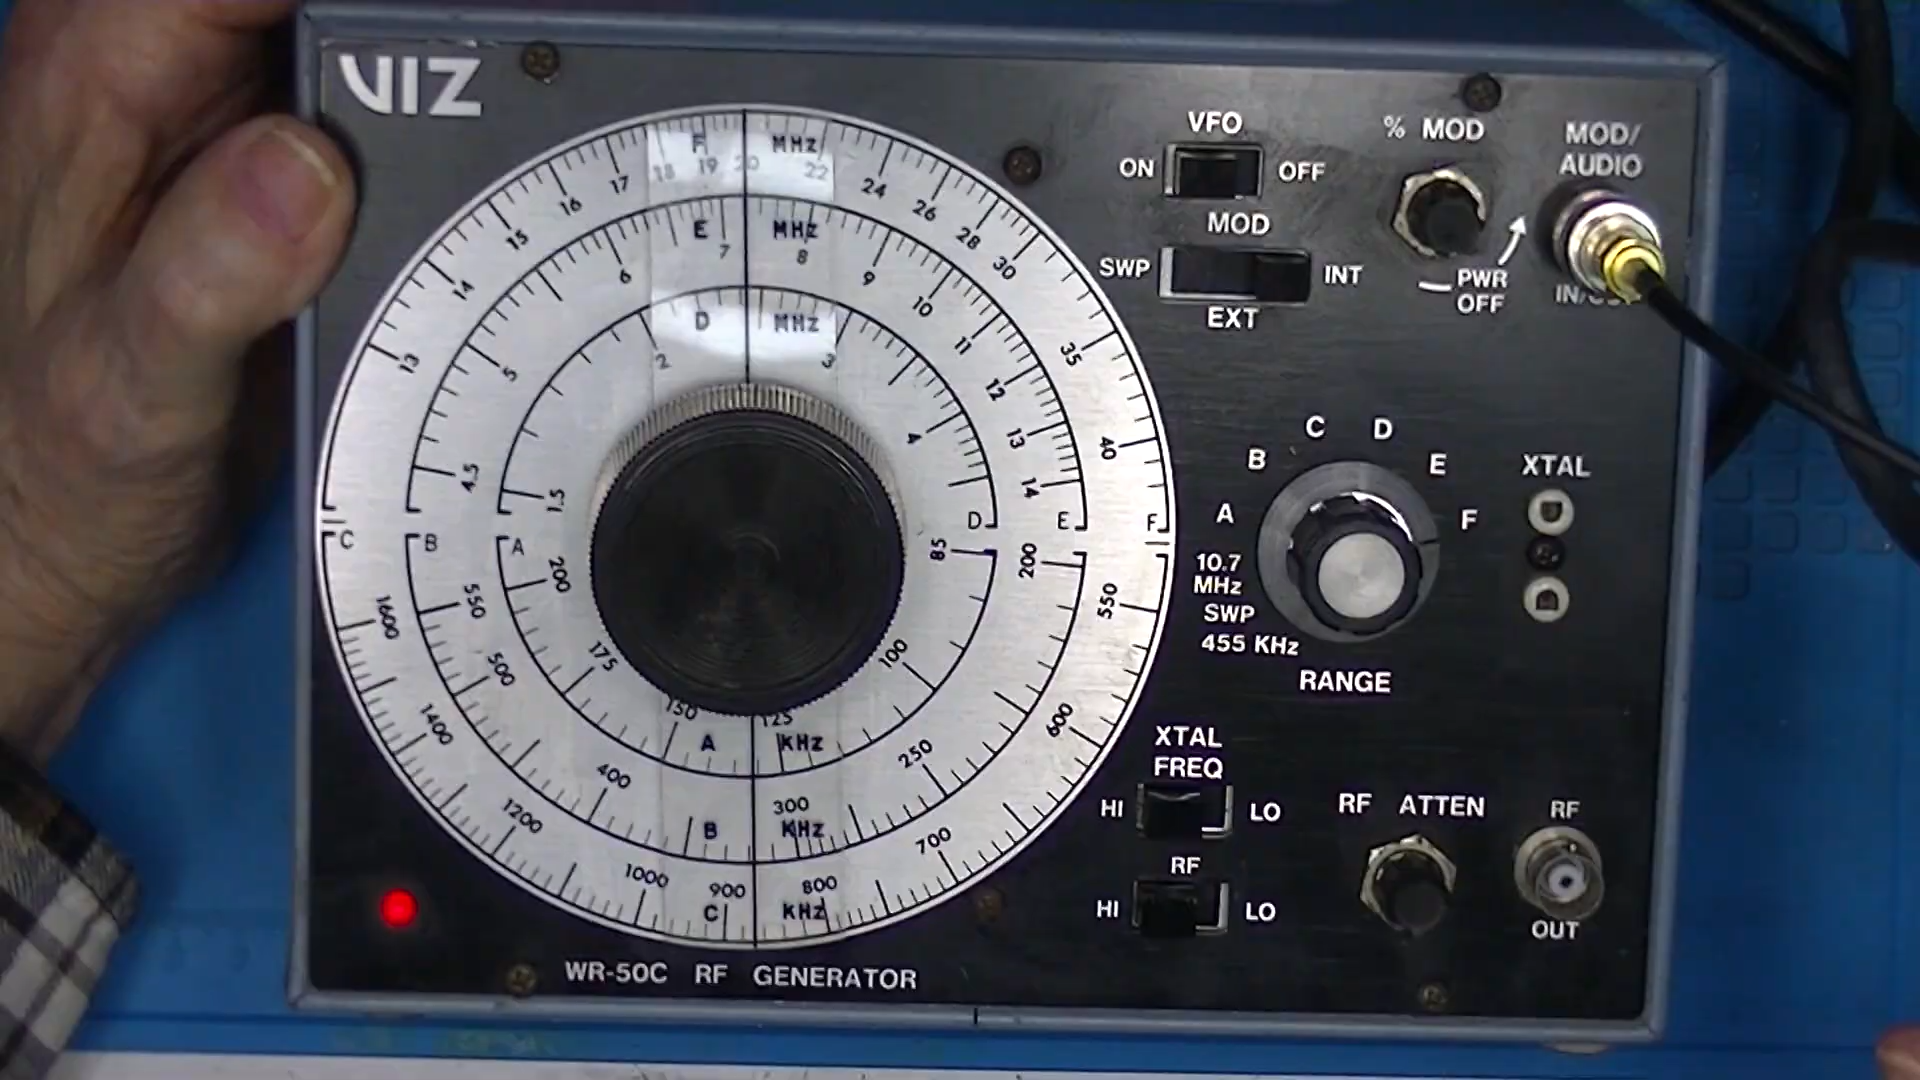 VIZ
F MHz
13 14 15 16 17 18 19 20 22 24 26 28 30 35 40
E MHz
4.5 5 6 7 8 9 10 11 12 13 14
D MHz
1.5 2 3 4
D E F
C B A
200 175 150 125 100 85
A KHz
550 500 400 300 250 200
B KHz
1600 1400 1200 1000 900 800 700 600 550
C KHz
WR-50C RF GENERATOR
VFO
ON OFF
MOD
SWP INT
EXT
% MOD
PWR
OFF
MOD/
AUDIO
A B C D E F
10.7
MHz
SWP
455 KHz
RANGE
XTAL
XTAL
FREQ
HI LO
RF
HI LO
RF ATTEN
RF
OUT